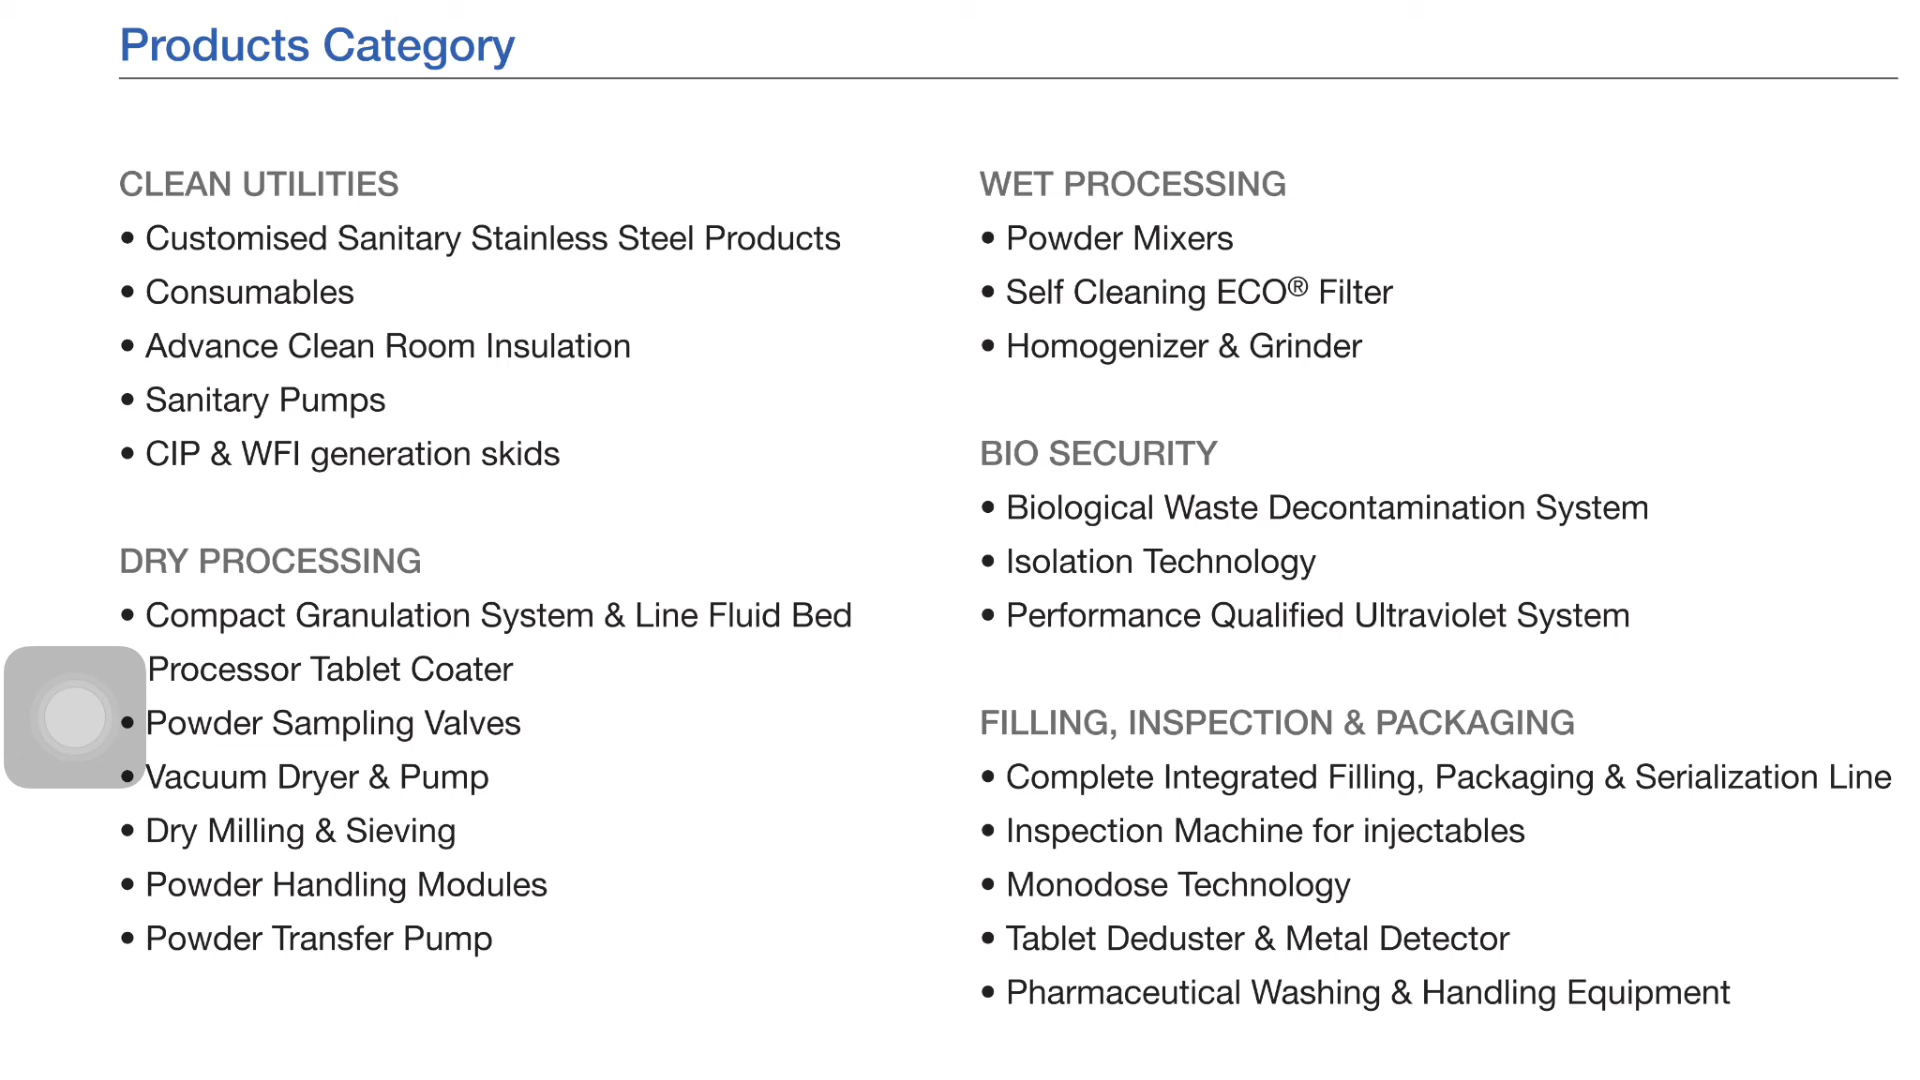 Products Category
CLEAN UTILITIES
• Customised Sanitary Stainless Steel Products
• Consumables
• Advance Clean Room Insulation
• Sanitary Pumps
• CIP & WFI generation skids
DRY PROCESSING
• Compact Granulation System & Line Fluid Bed
Processor Tablet Coater
• Powder Sampling Valves
• Vacuum Dryer & Pump
• Dry Milling & Sieving
• Powder Handling Modules
• Powder Transfer Pump
WET PROCESSING
• Powder Mixers
• Self Cleaning ECO® Filter
• Homogenizer & Grinder
BIO SECURITY
• Biological Waste Decontamination System
• Isolation Technology
• Performance Qualified Ultraviolet System
FILLING, INSPECTION & PACKAGING
• Complete Integrated Filling, Packaging & Serialization Line
• Inspection Machine for injectables
• Monodose Technology
• Tablet Deduster & Metal Detector
• Pharmaceutical Washing & Handling Equipment